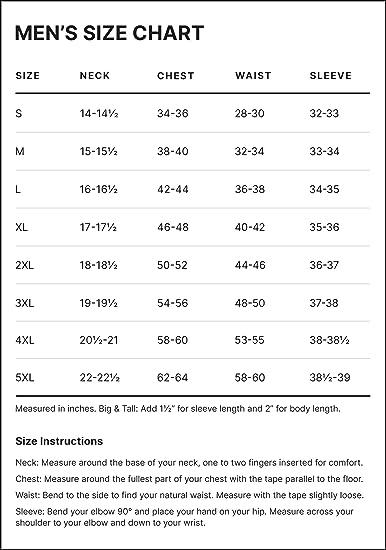 MEN'S SIZE CHART
SIZE NECK CHEST WAIST SLEEVE
S 14-14½ 34-36 28-30 32-33
M 15-15½ 38-40 32-34 33-34
L 16-16½ 42-44 36-38 34-35
XL 17-17½ 46-48 40-42 35-36
2XL 18-18½ 50-52 44-46 36-37
3XL 19-19½ 54-56 48-50 37-38
4XL 20½-21 58-60 53-55 38-38½
5XL 22-22½ 62-64 58-60 38½-39
Measured in inches. Big & Tall: Add 1½” for sleeve length and 2” for body length.
Size Instructions
Neck: Measure around the base of your neck, one to two fingers inserted for comfort.
Chest: Measure around the fullest part of your chest with the tape parallel to the floor.
Waist: Bend to the side to find your natural waist. Measure with the tape slightly loose.
Sleeve: Bend your elbow 90° and place your hand on your hip. Measure across your
shoulder to your elbow and down to your wrist.